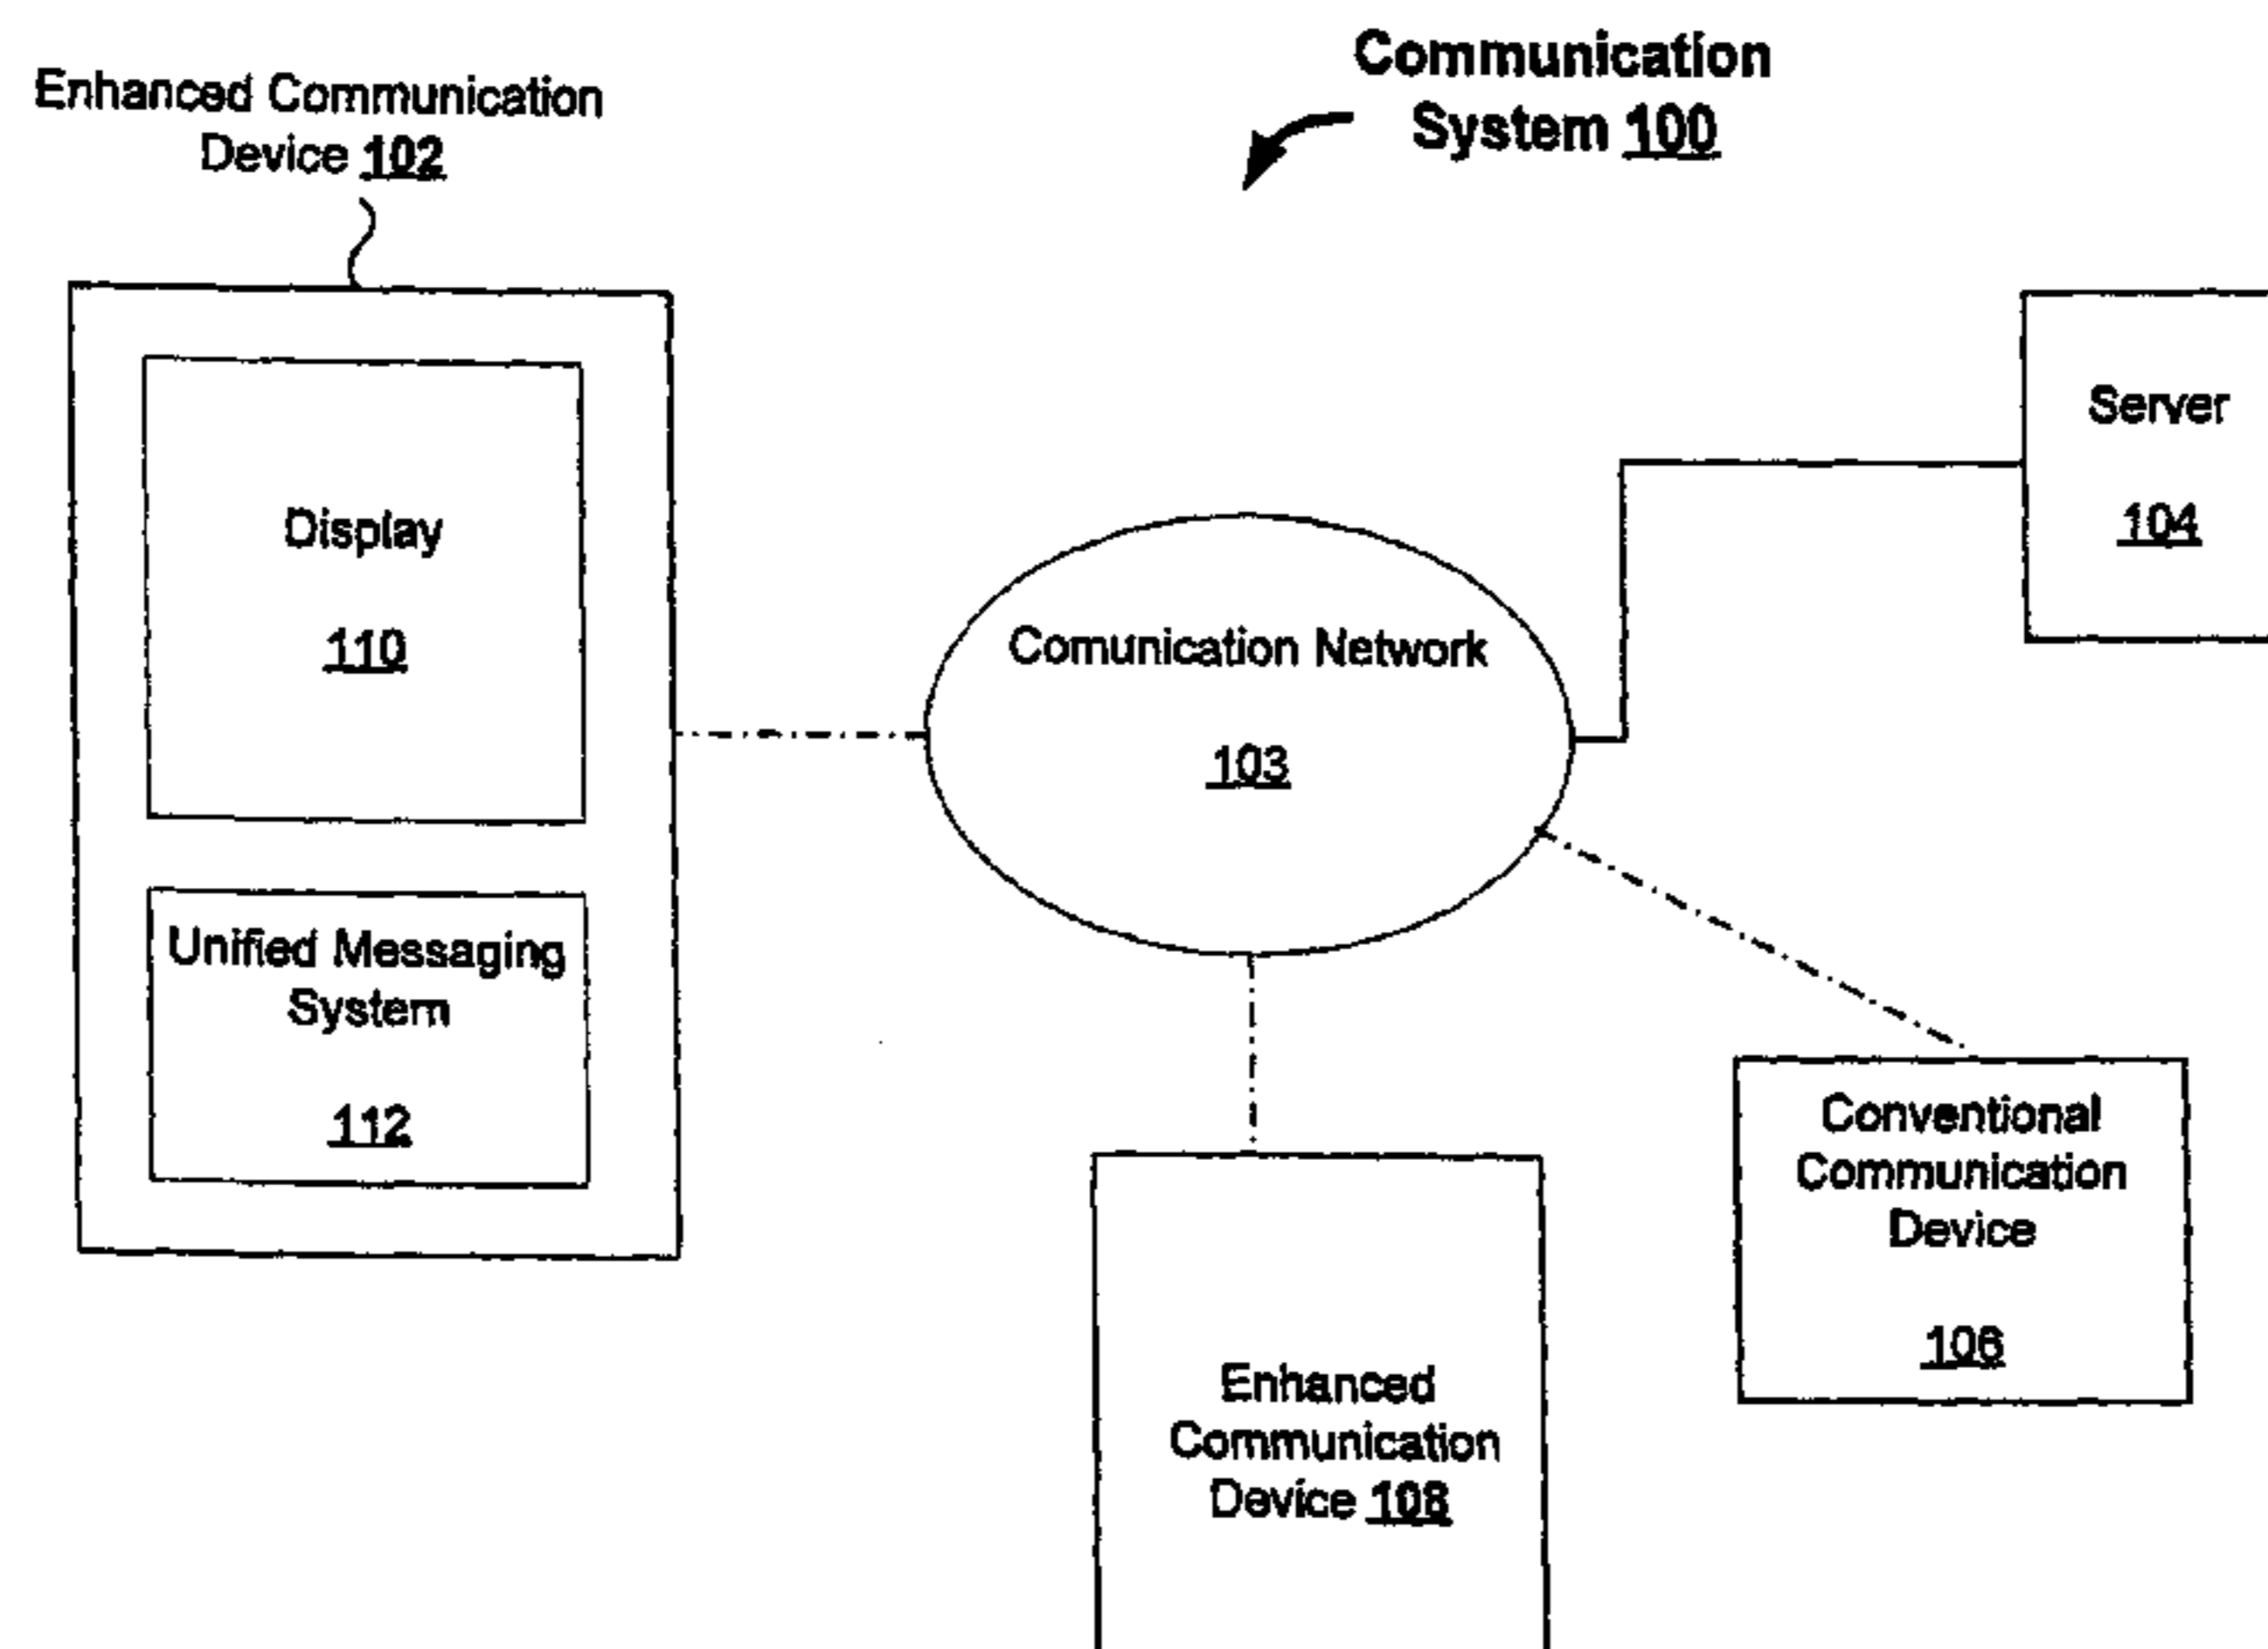 Communication
System 100
Enhanced Communication
Device 102
Server
104
Display
110
Comunication Network
103
Unified Messaging
System
112
Conventional
Communication
Device
106
Enhanced
Communication
Device 108